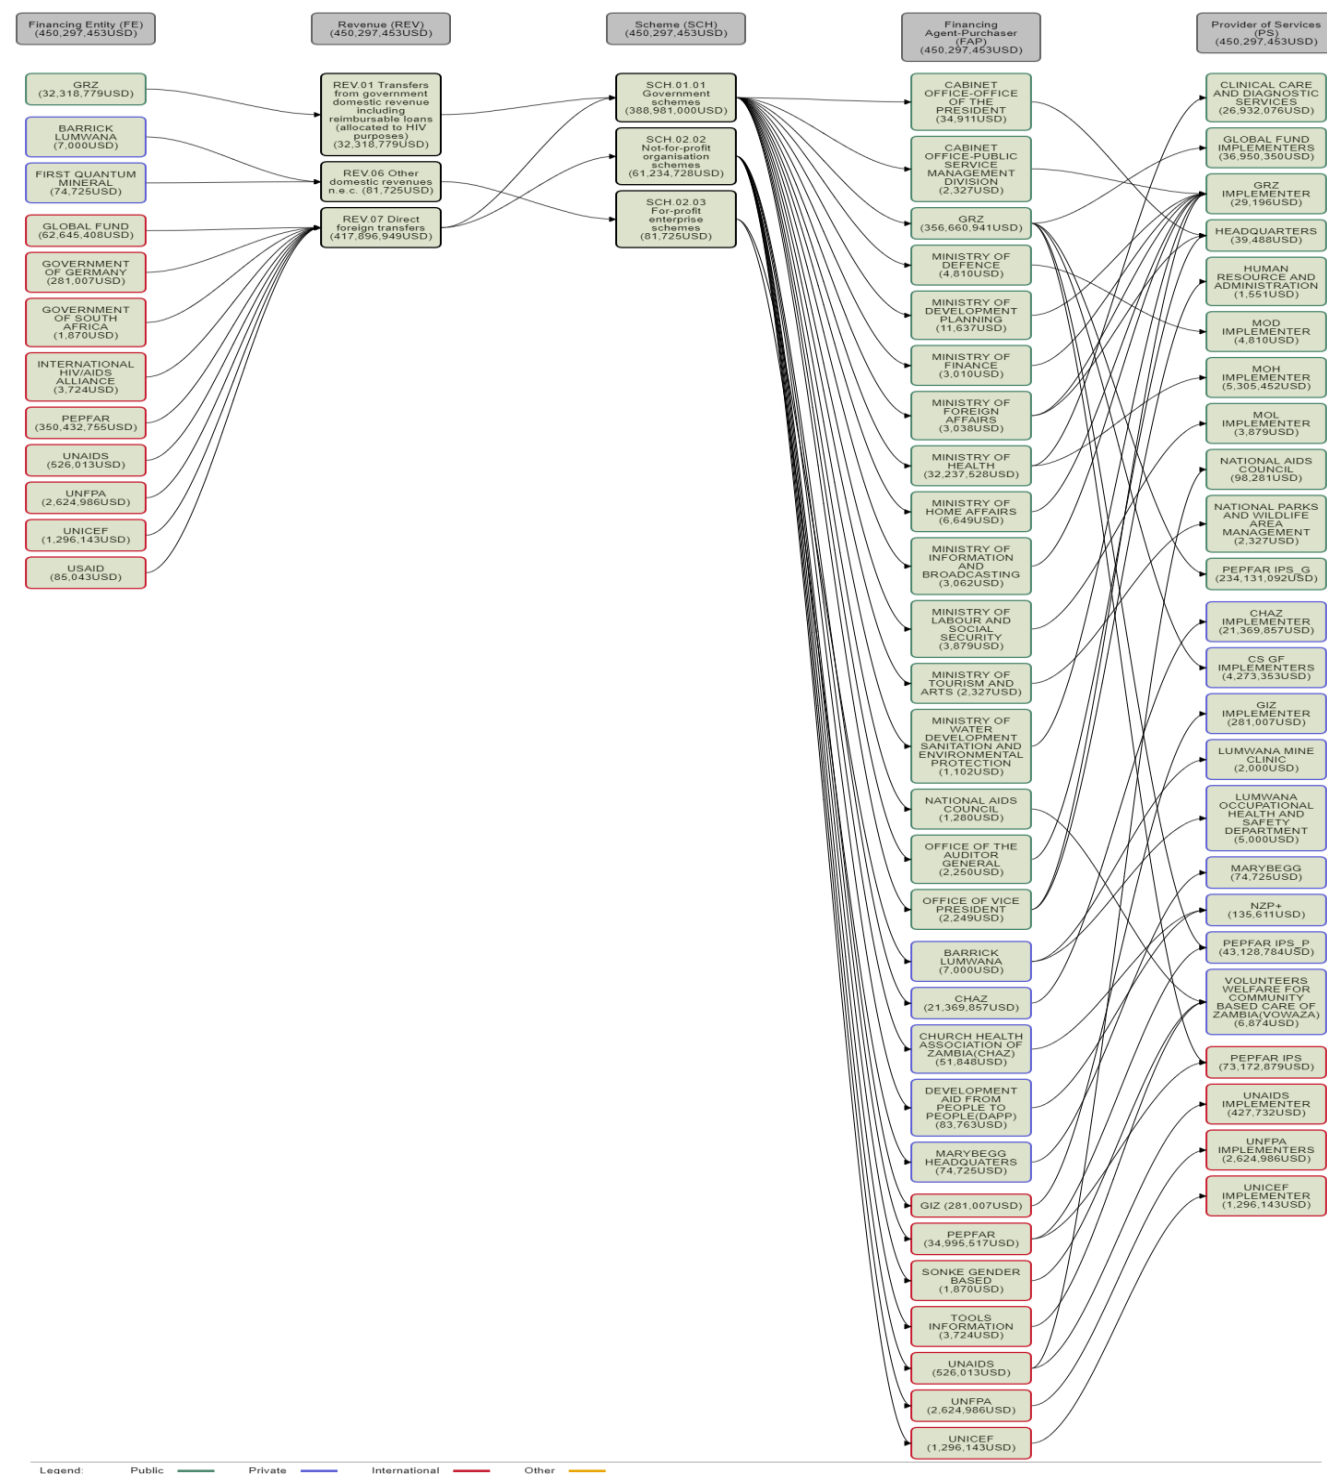 Financing Entity (FE)
(450,297,453USD)
Revenue (REV)
(450,297,453USD)
Scheme (SCH)
(450,297,453USD)
Financing
Agent-Purchaser
(FAP)
(450,297,453USD)
Provider of Services
(PS)
(450,297,453USD)
GRZ
(32,318,779USD)
BARRICK
LUMWANA
(7,000USD)
FIRST QUANTUM
MINERAL
(74,725USD)
GLOBAL FUND
(62,645,408USD)
GOVERNMENT
OF GERMANY
(281,007USD)
GOVERNMENT
OF SOUTH
AFRICA
(1,870USD)
INTERNATIONAL
HIV/AIDS
ALLIANCE
(3,724USD)
PEPFAR
(350,432,755USD)
UNAIDS
(526,013USD)
UNFPA
(2,624,986USD)
UNICEF
(1,296,143USD)
USAID
(85,043USD)
REV.01 Transfers
from government
domestic revenue
including
reimbursable loans
(allocated to HIV
purposes)
(32,318,779USD)
REV.06 Other
domestic revenues
n.e.c. (81,725USD)
REV.07 Direct
foreign transfers
(417,896,949USD)
SCH.01.01
Government
schemes
(388,981,000USD)
SCH.02.02
Not-for-profit
organisation
schemes
(61,234,728USD)
SCH.02.03
For-profit
enterprise
schemes
(81,725USD)
CABINET
OFFICE-OFFICE
OF THE
PRESIDENT
(34,911USD)
CABINET
OFFICE-PUBLIC
SERVICE
MANAGEMENT
DIVISION
(2,327USD)
GRZ
(356,660,941USD)
MINISTRY OF
DEFENCE
(4,810USD)
MINISTRY OF
DEVELOPMENT
PLANNING
(11,637USD)
MINISTRY OF
FINANCE
(3,010USD)
MINISTRY OF
FOREIGN
AFFAIRS
(3,038USD)
MINISTRY OF
HEALTH
(32,237,528USD)
MINISTRY OF
HOME AFFAIRS
(6,649USD)
MINISTRY OF
INFORMATION
AND
BROADCASTING
(3,062USD)
MINISTRY OF
LABOUR AND
SOCIAL
SECURITY
(3,879USD)
MINISTRY OF
TOURISM AND
ARTS (2,327USD)
MINISTRY OF
WATER
DEVELOPMENT
SANITATION AND
ENVIRONMENTAL
PROTECTION
(1,102USD)
NATIONAL AIDS
COUNCIL
(1,280USD)
OFFICE OF THE
AUDITOR
GENERAL
(2,250USD)
OFFICE OF VICE
PRESIDENT
(2,249USD)
BARRICK
LUMWANA
(7,000USD)
CHAZ
(21,369,857USD)
CHURCH HEALTH
ASSOCIATION OF
ZAMBIA(CHAZ)
(51,848USD)
DEVELOPMENT
AID FROM
PEOPLE TO
PEOPLE(DAPP)
(83,763USD)
MARYBEGG
HEADQUATERS
(74,725USD)
GIZ (281,007USD)
PEPFAR
(34,995,517USD)
SONKE GENDER
BASED
(1,870USD)
TOOLS
INFORMATION
(3,724USD)
UNAIDS
(526,013USD)
UNFPA
(2,624,986USD)
UNICEF
(1,296,143USD)
CLINICAL CARE
AND DIAGNOSTIC
SERVICES
(26,932,076USD)
GLOBAL FUND
IMPLEMENTERS
(36,950,350USD)
GRZ
IMPLEMENTER
(29,196USD)
HEADQUARTERS
(39,488USD)
HUMAN
RESOURCE AND
ADMINISTRATION
(1,551USD)
MOD
IMPLEMENTER
(4,810USD)
MOH
IMPLEMENTER
(5,305,452USD)
MOL
IMPLEMENTER
(3,879USD)
NATIONAL AIDS
COUNCIL
(98,281USD)
NATIONAL PARKS
AND WILDLIFE
AREA
MANAGEMENT
(2,327USD)
PEPFAR IPS_G
(234,131,092USD)
CHAZ
IMPLEMENTER
(21,369,857USD)
CS GF
IMPLEMENTERS
(4,273,353USD)
GIZ
IMPLEMENTER
(281,007USD)
LUMWANA MINE
CLINIC
(2,000USD)
LUMWANA
OCCUPATIONAL
HEALTH AND
SAFETY
DEPARTMENT
(5,000USD)
MARYBEGG
(74,725USD)
NZP+
(135,611USD)
PEPFAR IPS_P
(43,128,784USD)
VOLUNTEERS
WELFARE FOR
COMMUNITY
BASED CARE OF
ZAMBIA(VOWAZA)
(6,874USD)
PEPFAR IPS
(73,172,879USD)
UNAIDS
IMPLEMENTER
(427,732USD)
UNFPA
IMPLEMENTERS
(2,624,986USD)
UNICEF
IMPLEMENTER
(1,296,143USD)
Legend: Public Private International Other